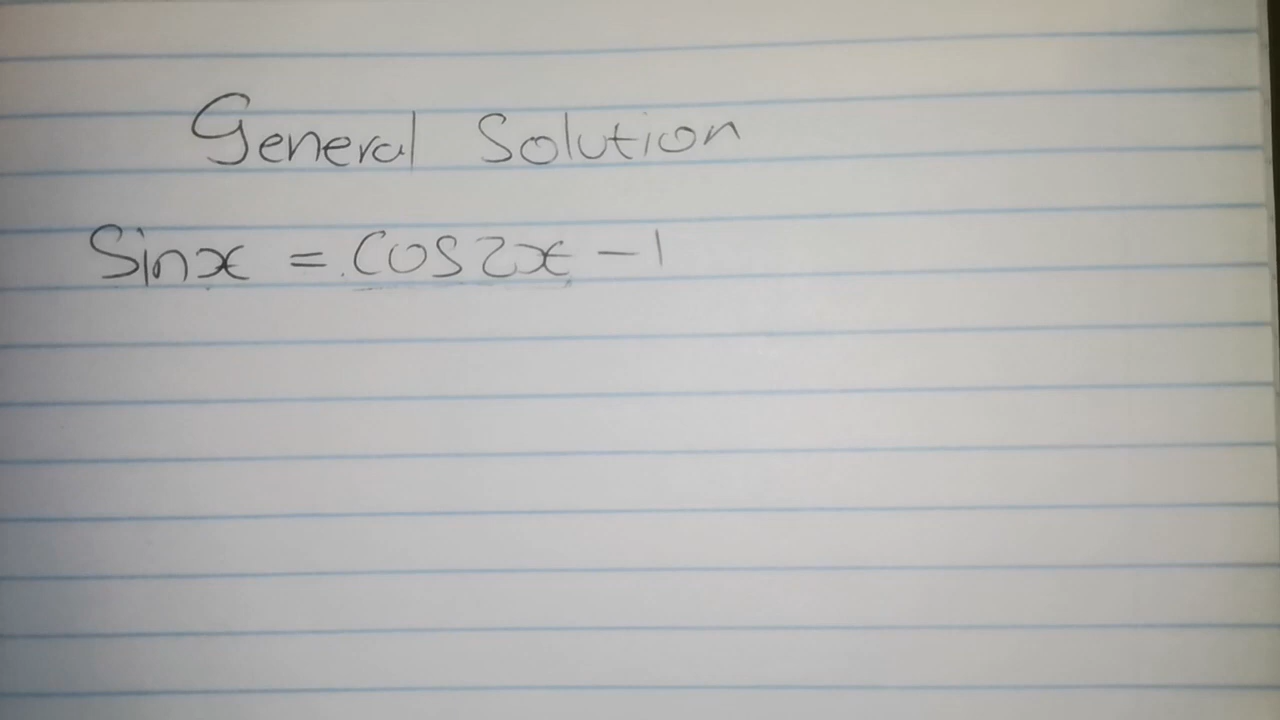 General Solution
Sinx = cos2x - 1